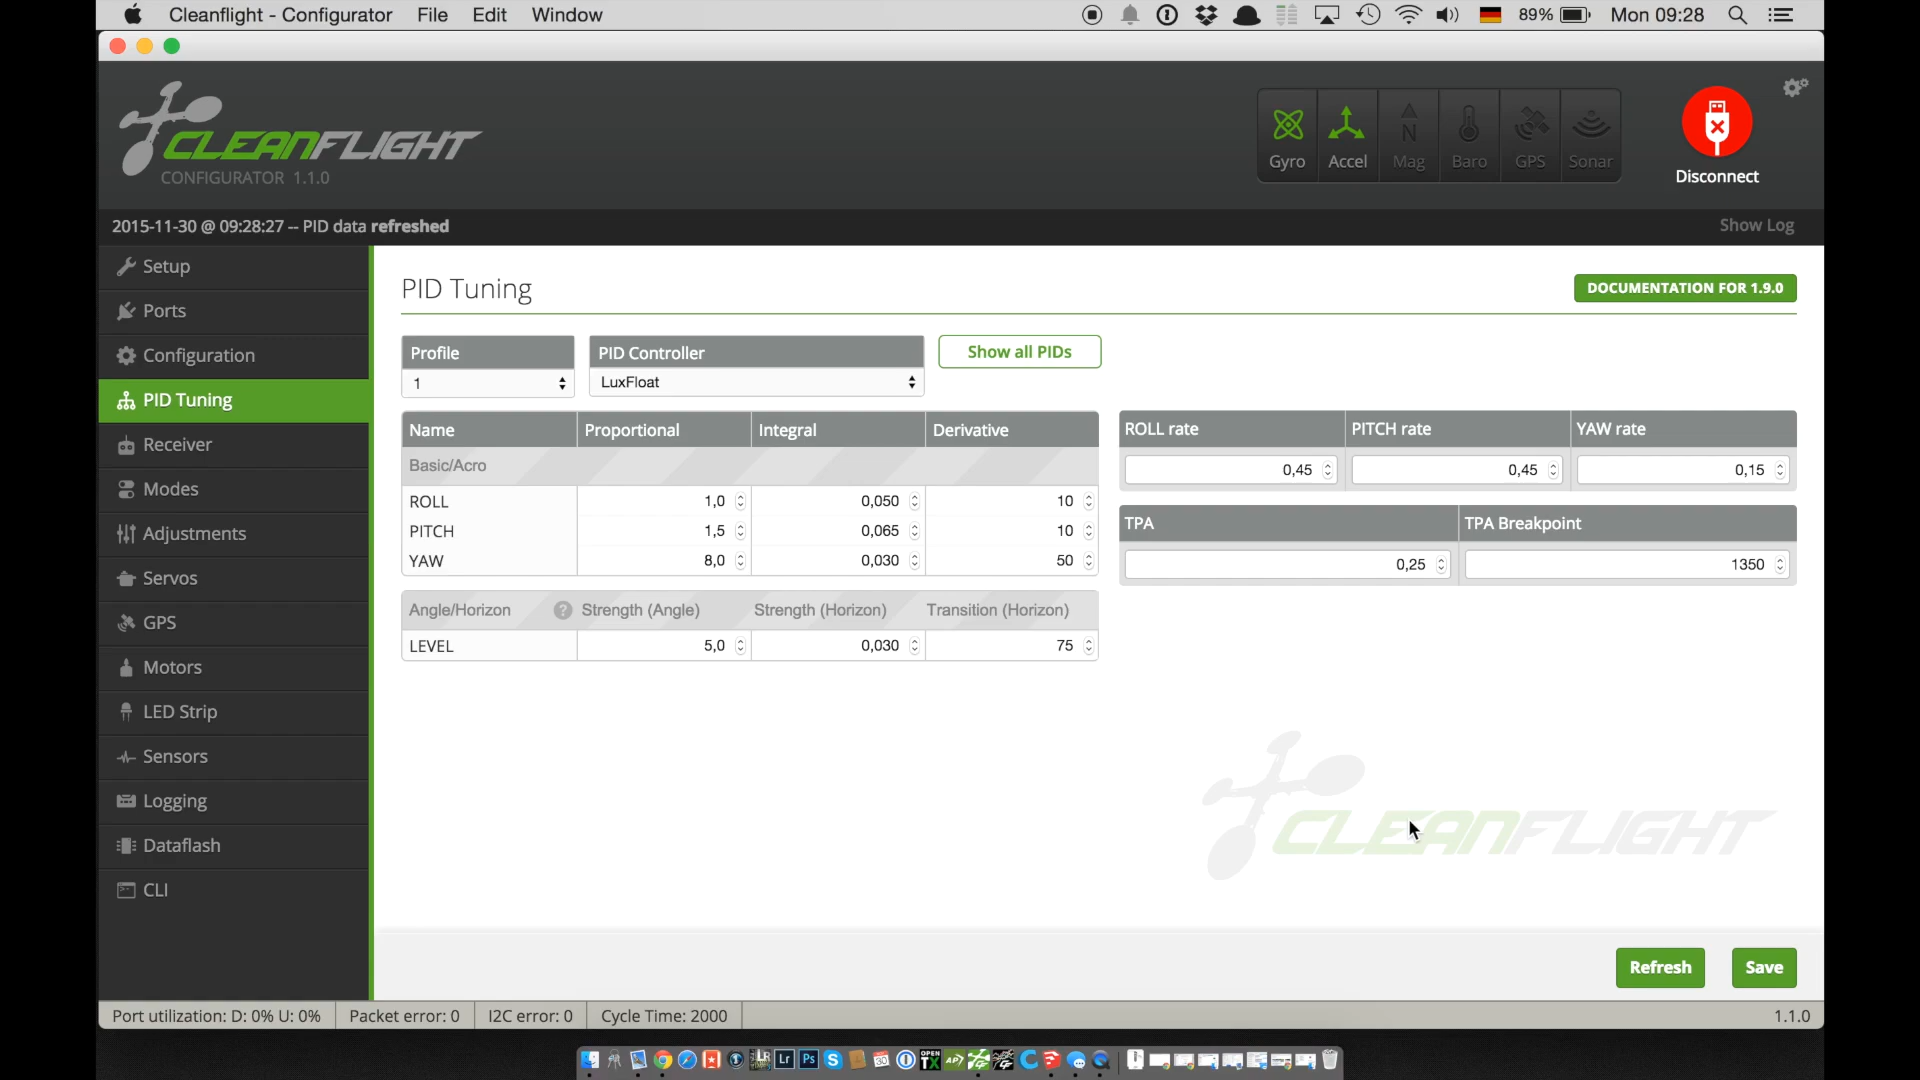 Cleanflight - Configurator File Edit Window 89% Mon 09:28
CLEANFLIGHT
CONFIGURATOR 1.1.0
Gyro Accel Mag Baro GPS Sonar
Disconnect
2015-11-30 @ 09:28:27 -- PID data refreshed
Show Log
Setup
Ports
Configuration
PID Tuning
Receiver
Modes
Adjustments
Servos
GPS
Motors
LED Strip
Sensors
Logging
Dataflash
CLI
PID Tuning
DOCUMENTATION FOR 1.9.0
Profile PID Controller Show all PIDs
1 LuxFloat
Name Proportional Integral Derivative
Basic/Acro
ROLL 1,0 0,050 10
PITCH 1,5 0,065 10
YAW 8,0 0,030 50
Angle/Horizon ? Strength (Angle) Strength (Horizon) Transition (Horizon)
LEVEL 5,0 0,030 75
ROLL rate PITCH rate YAW rate
0,45 0,45 0,15
TPA TPA Breakpoint
0,25 1350
CLEANFLIGHT
Refresh Save
Port utilization: D: 0% U: 0% Packet error: 0 I2C error: 0 Cycle Time: 2000 1.1.0
Lr Ps OPEN TX